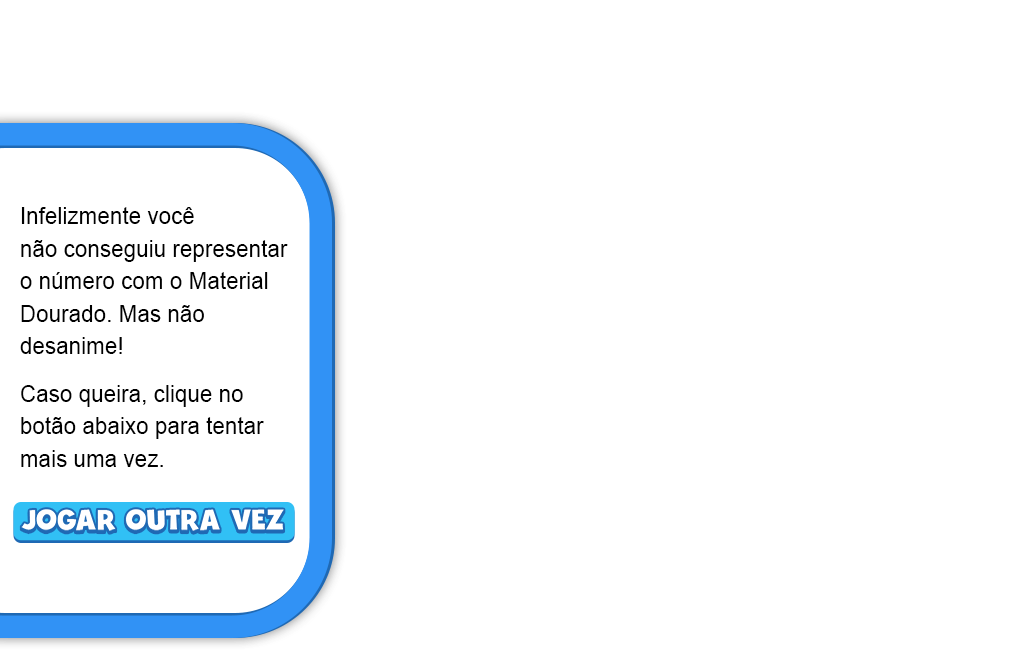 Infelizmente você
não conseguiu representar
o número com o Material
Dourado. Mas não
desanime!
Caso queira, clique no
botão abaixo para tentar
mais uma vez.
JOGAR OUTRA VEZ